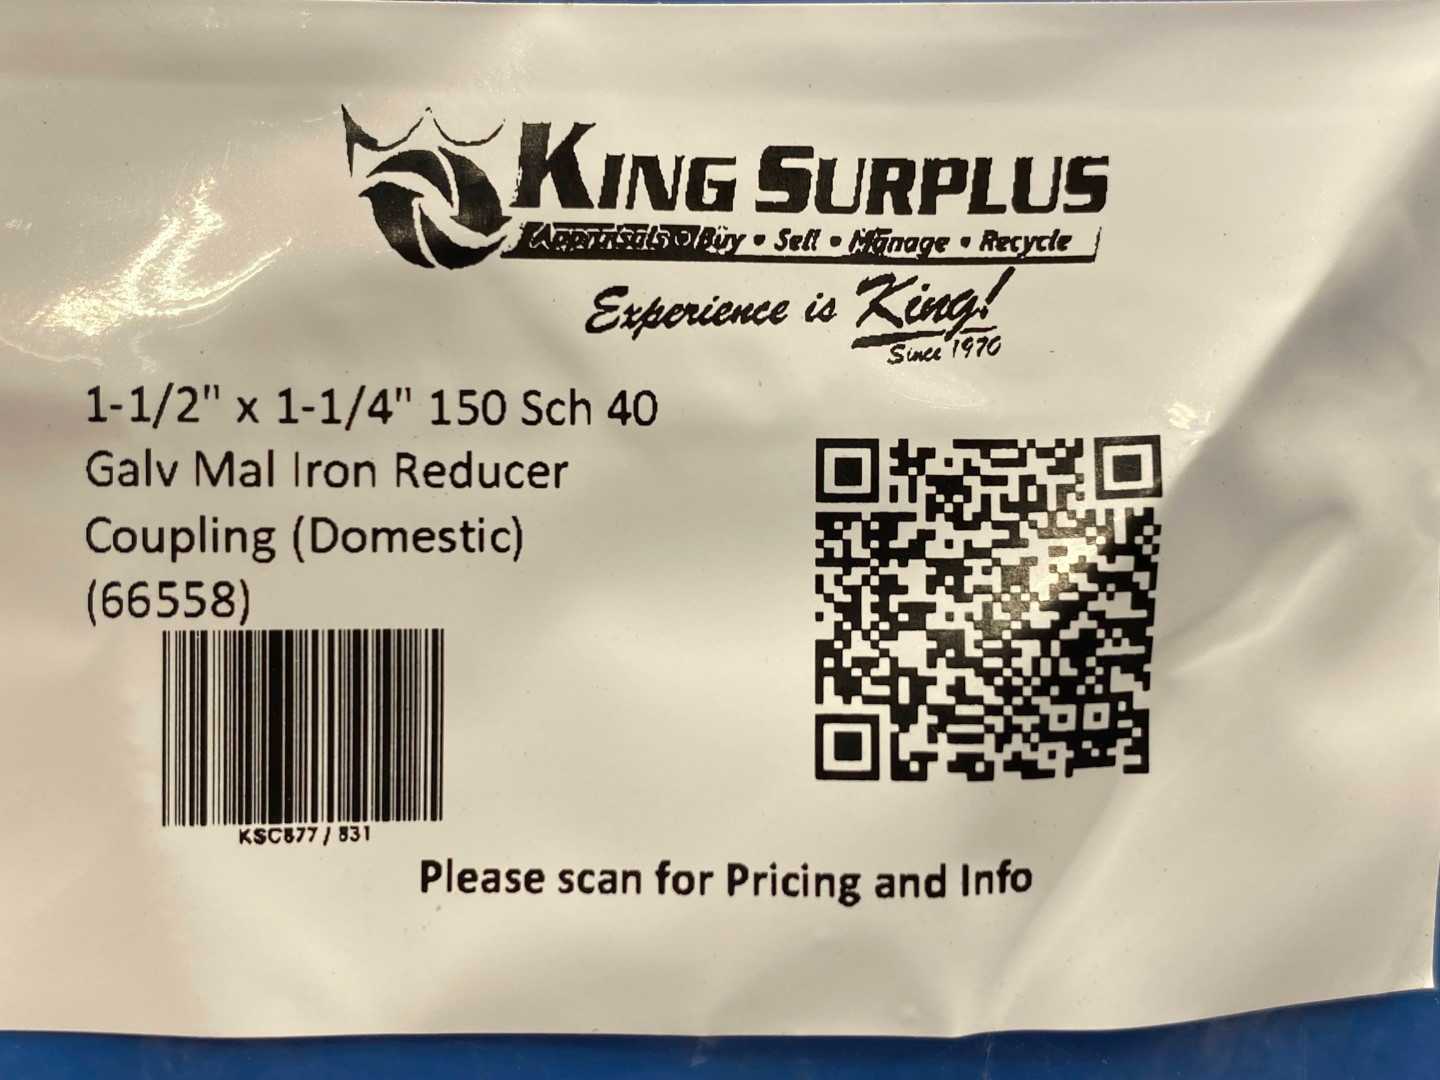 KING SURPLUS
Appraisals • Buy • Sell • Manage • Recycle
Experience is King!
Since 1970
1-1/2" x 1-1/4" 150 Sch 40
Galv Mal Iron Reducer
Coupling (Domestic)
(66558)
KSC877 / 831
Please scan for Pricing and Info